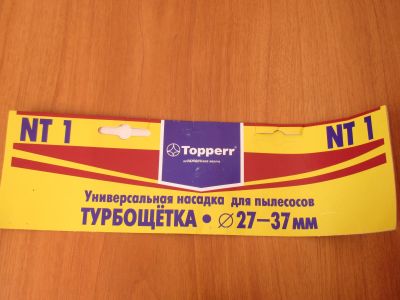 NT 1
NT 1
Topperr
Универсальная насадка для пылесосов
ТУРБОЩЁТКА • ⌀ 27–37 мм